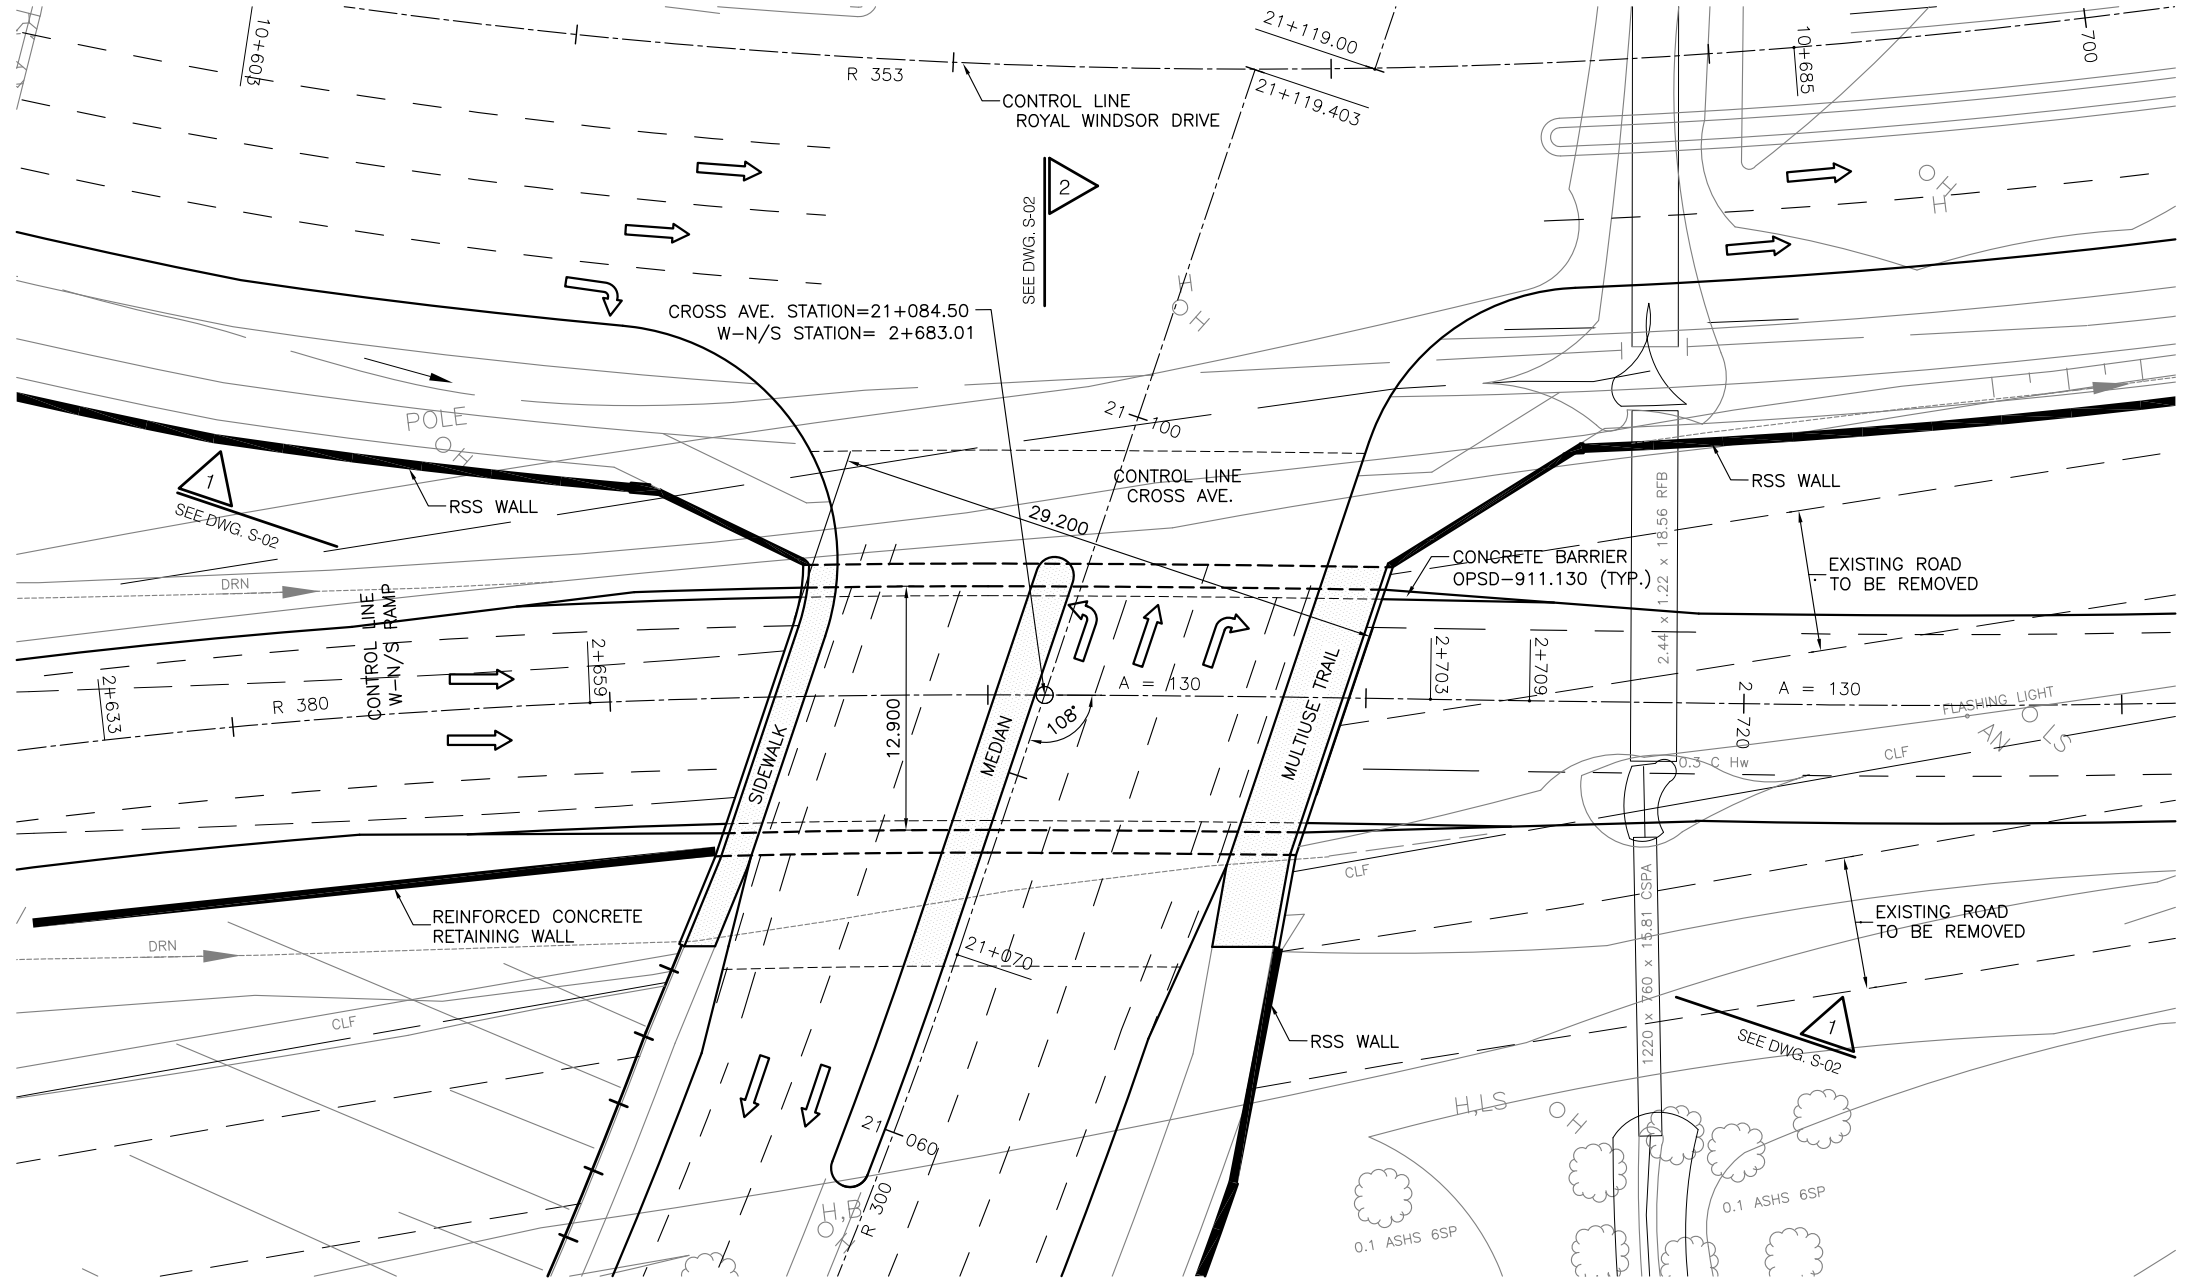 10+603
R 353
CONTROL LINE
ROYAL WINDSOR DRIVE
21+119.00
21+119.403
10+685
700
SEE DWG. S-02
2
H
H
H
H
CROSS AVE. STATION=21+084.50
W-N/S STATION= 2+683.01
POLE
H
21 100
CONTROL LINE
CROSS AVE.
1
SEE DWG. S-02
RSS WALL
29.200
RSS WALL
2.44 x 1.22 x 18.56 RFB
CONCRETE BARRIER
OPSD-911.130 (TYP.)
EXISTING ROAD
TO BE REMOVED
DRN
CONTROL LINE
W-N/S RAMP
2+633
R 380
2+659
SIDEWALK
12.900
MEDIAN
108°
A = 130
MULTIUSE TRAIL
2+703
2+709
2 720
A = 130
FLASHING LIGHT
AN
LS
CLF
0.3 C Hw
CLF
REINFORCED CONCRETE
RETAINING WALL
DRN
CLF
21+070
1220 x 760 x 15.81 CSPA
EXISTING ROAD
TO BE REMOVED
RSS WALL
1
SEE DWG. S-02
21 060
H,LS
H
H,B
R 300
0.1 ASHS 6SP
0.1 ASHS 6SP